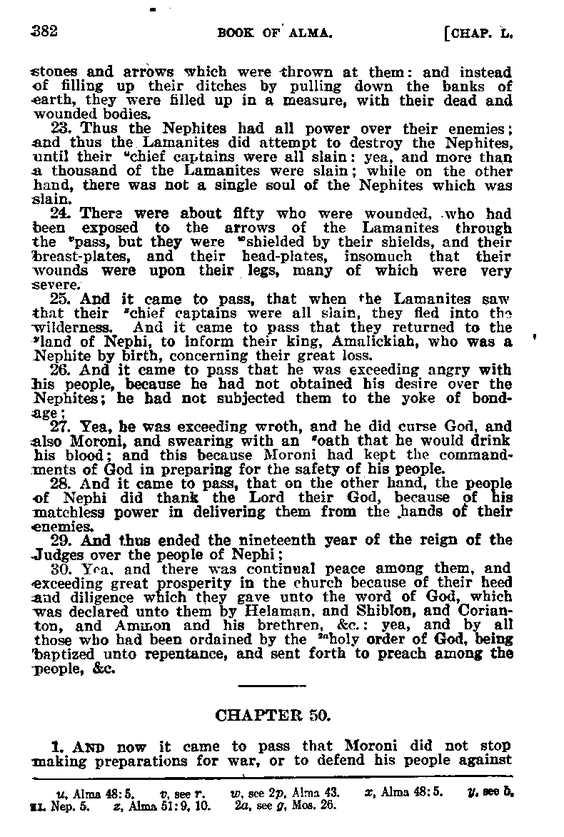 382 BOOK OF ALMA. [CHAP. L.
stones and arrows which were thrown at them: and instead
of filling up their ditches by pulling down the banks of
earth, they were filled up in a measure, with their dead and
wounded bodies.
23. Thus the Nephites had all power over their enemies;
and thus the Lamanites did attempt to destroy the Nephites,
until their ᵘchief captains were all slain: yea, and more than
a thousand of the Lamanites were slain; while on the other
hand, there was not a single soul of the Nephites which was
slain.
24. There were about fifty who were wounded, who had
been exposed to the arrows of the Lamanites through
the ᵛpass, but they were ʷshielded by their shields, and their
breast-plates, and their head-plates, insomuch that their
wounds were upon their legs, many of which were very
severe.
25. And it came to pass, that when the Lamanites saw
that their ˣchief captains were all slain, they fled into the
wilderness. And it came to pass that they returned to the
ʸland of Nephi, to inform their king, Amalickiah, who was a
Nephite by birth, concerning their great loss.
26. And it came to pass that he was exceeding angry with
his people, because he had not obtained his desire over the
Nephites; he had not subjected them to the yoke of bond-
age;
27. Yea, he was exceeding wroth, and he did curse God, and
also Moroni, and swearing with an ᶻoath that he would drink
his blood; and this because Moroni had kept the command-
ments of God in preparing for the safety of his people.
28. And it came to pass, that on the other hand, the people
of Nephi did thank the Lord their God, because of his
matchless power in delivering them from the hands of their
enemies.
29. And thus ended the nineteenth year of the reign of the
Judges over the people of Nephi;
30. Yea, and there was continual peace among them, and
exceeding great prosperity in the church because of their heed
and diligence which they gave unto the word of God, which
was declared unto them by Helaman, and Shiblon, and Corian-
ton, and Ammon and his brethren, &c.: yea, and by all
those who had been ordained by the ²ᵃholy order of God, being
baptized unto repentance, and sent forth to preach among the
people, &c.
CHAPTER 50.
1. AND now it came to pass that Moroni did not stop
making preparations for war, or to defend his people against
u, Alma 48:5. v, see r. w, see 2p, Alma 43. x, Alma 48:5. y, see b,
II. Nep. 5. z, Alma 51:9, 10. 2a, see g, Mos. 26.